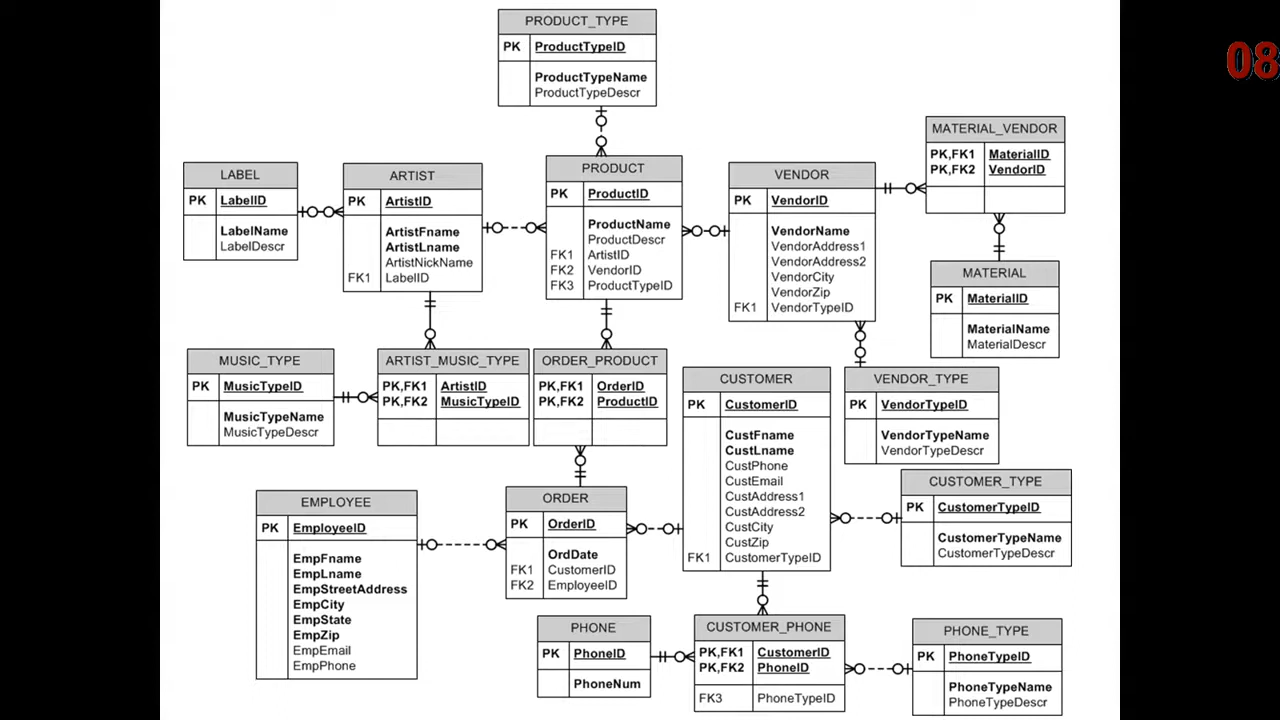 PRODUCT_TYPE
PK ProductTypeID
ProductTypeName
ProductTypeDescr
08
LABEL
PK LabelID
LabelName
LabelDescr
ARTIST
PK ArtistID
ArtistFname
ArtistLname
ArtistNickName
FK1 LabelID
PRODUCT
PK ProductID
ProductName
ProductDescr
FK1 ArtistID
FK2 VendorID
FK3 ProductTypeID
VENDOR
PK VendorID
VendorName
VendorAddress1
VendorAddress2
VendorCity
VendorZip
FK1 VendorTypeID
MATERIAL_VENDOR
PK,FK1 MaterialID
PK,FK2 VendorID
MATERIAL
PK MaterialID
MaterialName
MaterialDescr
MUSIC_TYPE
PK MusicTypeID
MusicTypeName
MusicTypeDescr
ARTIST_MUSIC_TYPE
PK,FK1 ArtistID
PK,FK2 MusicTypeID
ORDER_PRODUCT
PK,FK1 OrderID
PK,FK2 ProductID
CUSTOMER
PK CustomerID
CustFname
CustLname
CustPhone
CustEmail
CustAddress1
CustAddress2
CustCity
CustZip
FK1 CustomerTypeID
VENDOR_TYPE
PK VendorTypeID
VendorTypeName
VendorTypeDescr
CUSTOMER_TYPE
PK CustomerTypeID
CustomerTypeName
CustomerTypeDescr
EMPLOYEE
PK EmployeeID
EmpFname
EmpLname
EmpStreetAddress
EmpCity
EmpState
EmpZip
EmpEmail
EmpPhone
ORDER
PK OrderID
OrdDate
FK1 CustomerID
FK2 EmployeeID
PHONE
PK PhoneID
PhoneNum
CUSTOMER_PHONE
PK,FK1 CustomerID
PK,FK2 PhoneID
FK3 PhoneTypeID
PHONE_TYPE
PK PhoneTypeID
PhoneTypeName
PhoneTypeDescr